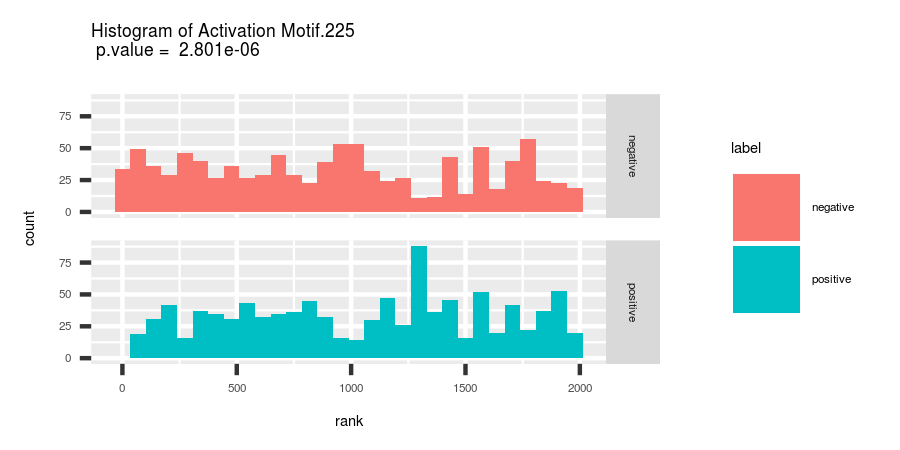 Histogram of Activation Motif.225
p.value = 2.801e-06
count
75
50
25
0
negative
75
50
25
0
positive
0 500 1000 1500 2000
rank
label
negative
positive